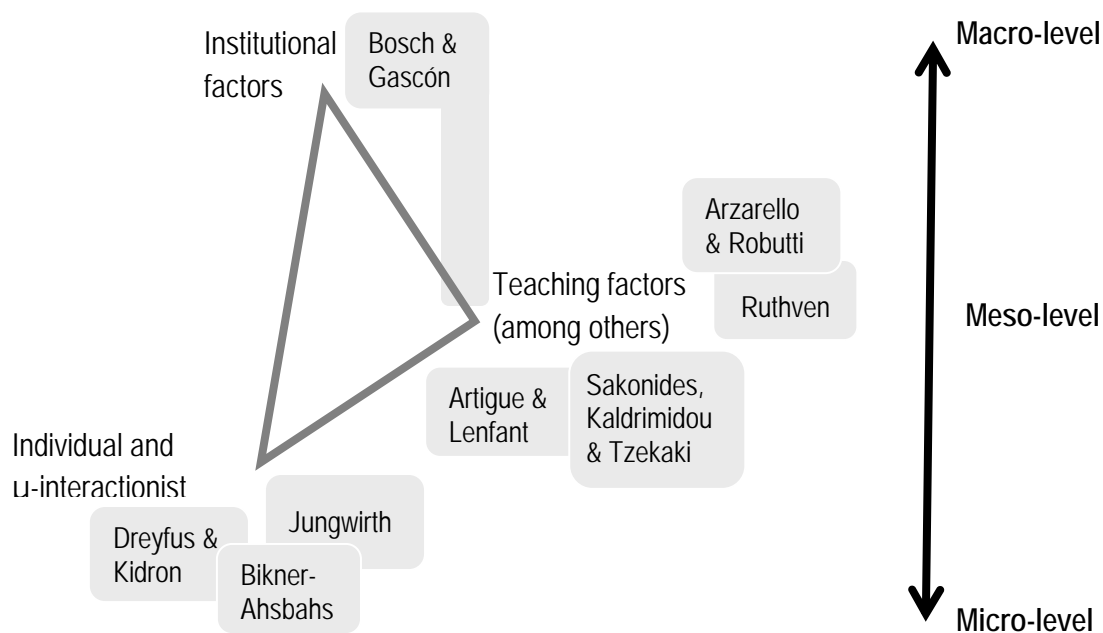 Institutional
factors
Bosch &
Gascón
Macro-level
Arzarello
& Robutti
Teaching factors
(among others)
Ruthven
Meso-level
Artigue &
Lenfant
Sakonides,
Kaldrimidou
& Tzekaki
Individual and
µ-interactionist
Jungwirth
Dreyfus &
Kidron
Bikner-
Ahsbahs
Micro-level